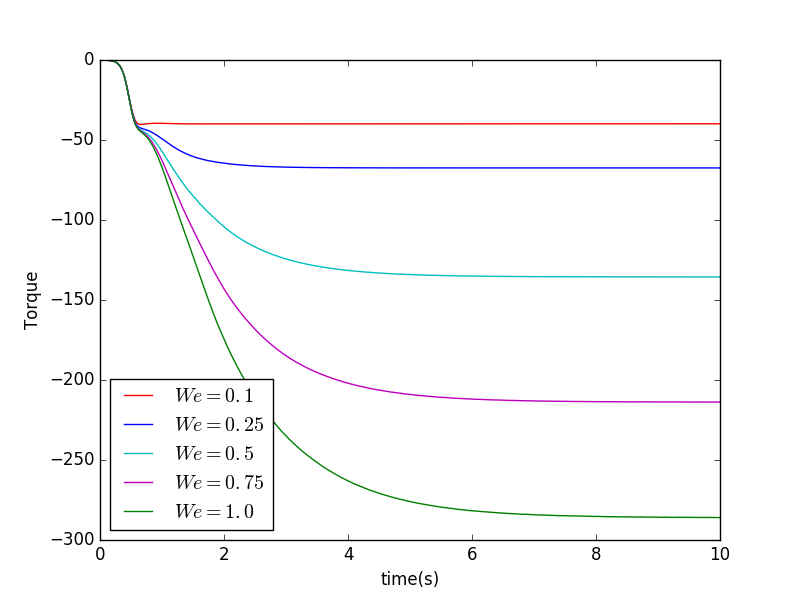 0
−50
−100
−150
−200
−250
−300
Torque
We = 0.1
We = 0.25
We = 0.5
We = 0.75
We = 1.0
0 2 4 6 8 10
time(s)